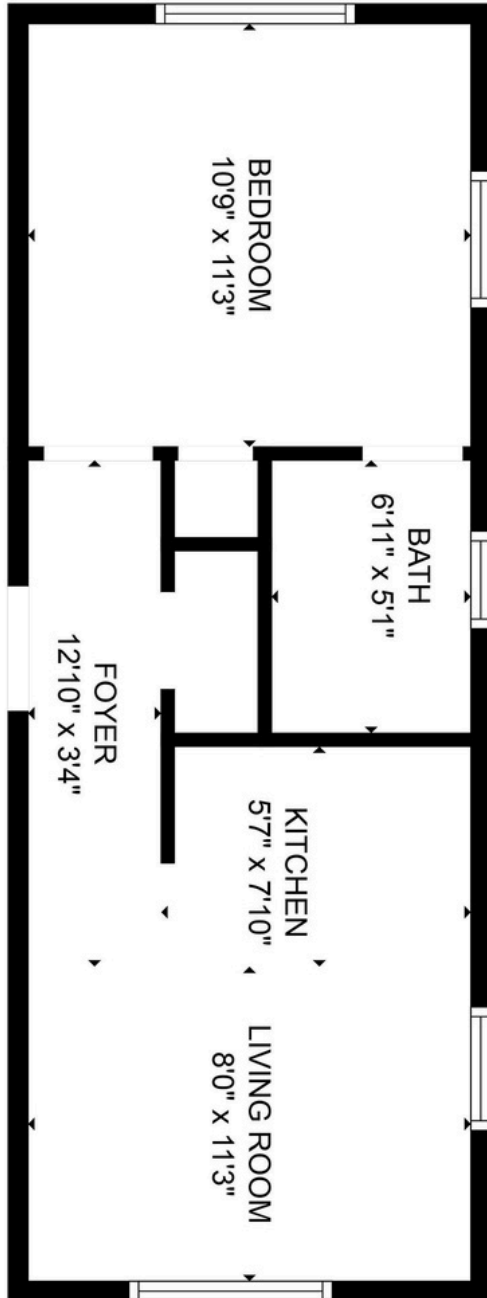 BEDROOM
10'9" x 11'3"
BATH
6'11" x 5'1"
FOYER
12'10" x 3'4"
KITCHEN
5'7" x 7'10"
LIVING ROOM
8'0" x 11'3"